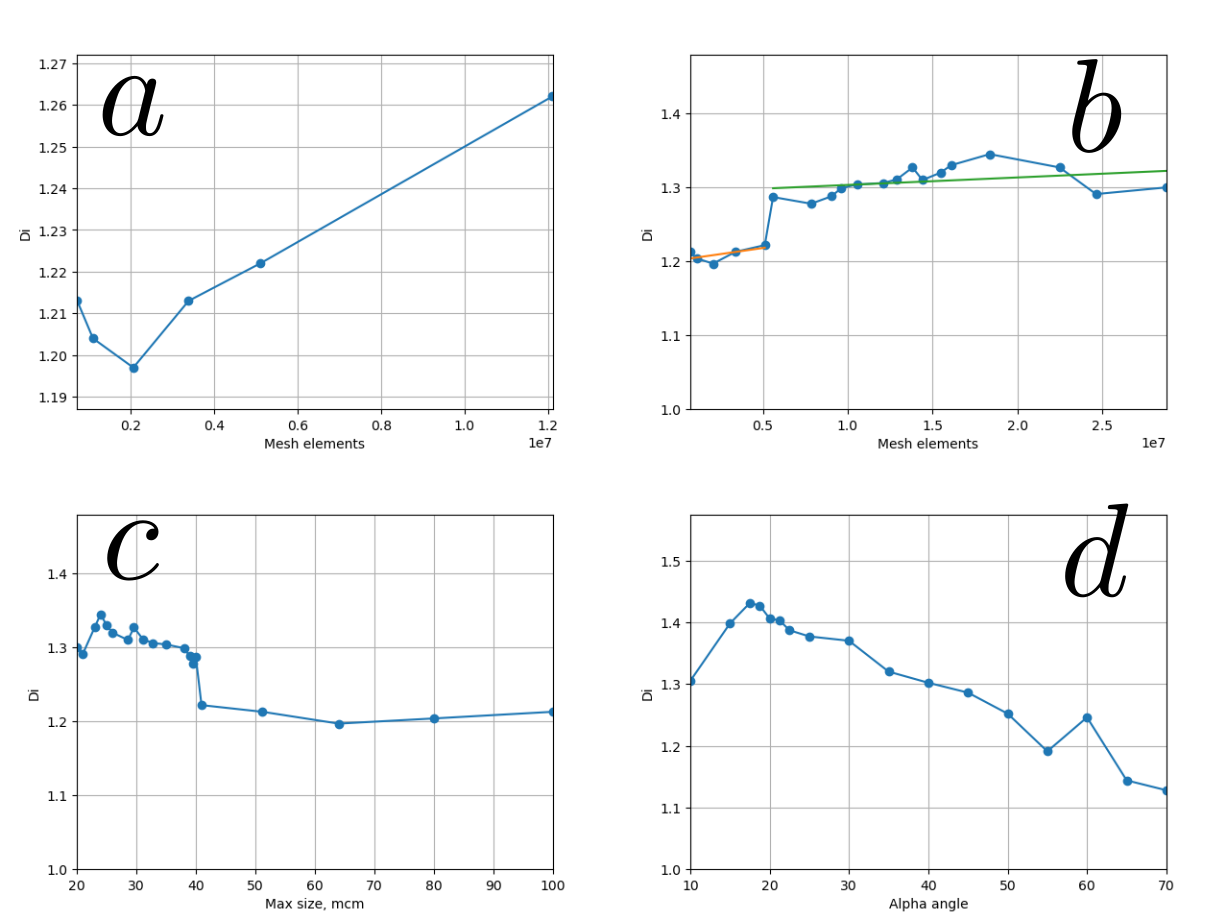 a
1.27
1.26
1.25
1.24
1.23
1.22
1.21
1.20
1.19
Di
0.2 0.4 0.6 0.8 1.0 1.2
1e7
Mesh elements
b
1.4
1.3
1.2
1.1
1.0
Di
0.5 1.0 1.5 2.0 2.5
1e7
Mesh elements
c
1.4
1.3
1.2
1.1
1.0
Di
20 30 40 50 60 70 80 90 100
Max size, mcm
d
1.5
1.4
1.3
1.2
1.1
1.0
Di
10 20 30 40 50 60 70
Alpha angle